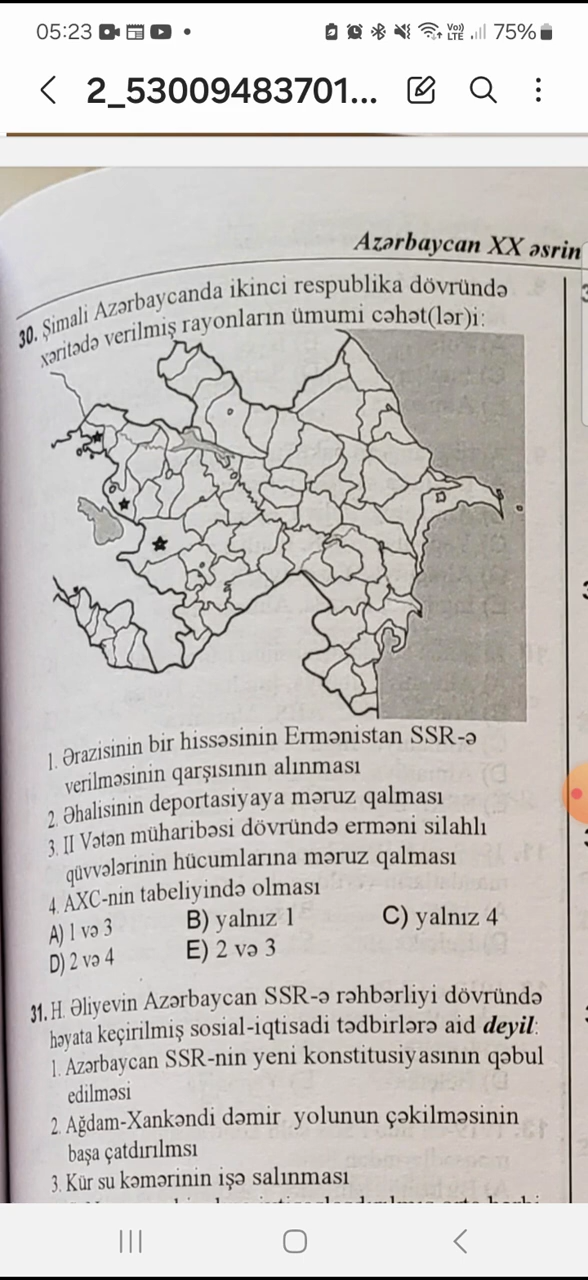 05:23
Vo))
LTE
75%
2_53009483701...
Azərbaycan XX əsrin
30. Şimali Azərbaycanda ikinci respublika dövründə
xəritədə verilmiş rayonların ümumi cəhət(lər)i:
1. Ərazisinin bir hissəsinin Ermənistan SSR-ə
verilməsinin qarşısının alınması
2. Əhalisinin deportasiyaya məruz qalması
3. II Vətən müharibəsi dövründə erməni silahlı
qüvvələrinin hücumlarına məruz qalması
4. AXC-nin tabeliyində olması
A) 1 və 3 B) yalnız 1 C) yalnız 4
D) 2 və 4 E) 2 və 3
31. H. Əliyevin Azərbaycan SSR-ə rəhbərliyi dövründə
həyata keçirilmiş sosial-iqtisadi tədbirlərə aid deyil:
1. Azərbaycan SSR-nin yeni konstitusiyasının qəbul
edilməsi
2. Ağdam-Xankəndi dəmir yolunun çəkilməsinin
başa çatdırılmsı
3. Kür su kəmərinin işə salınması